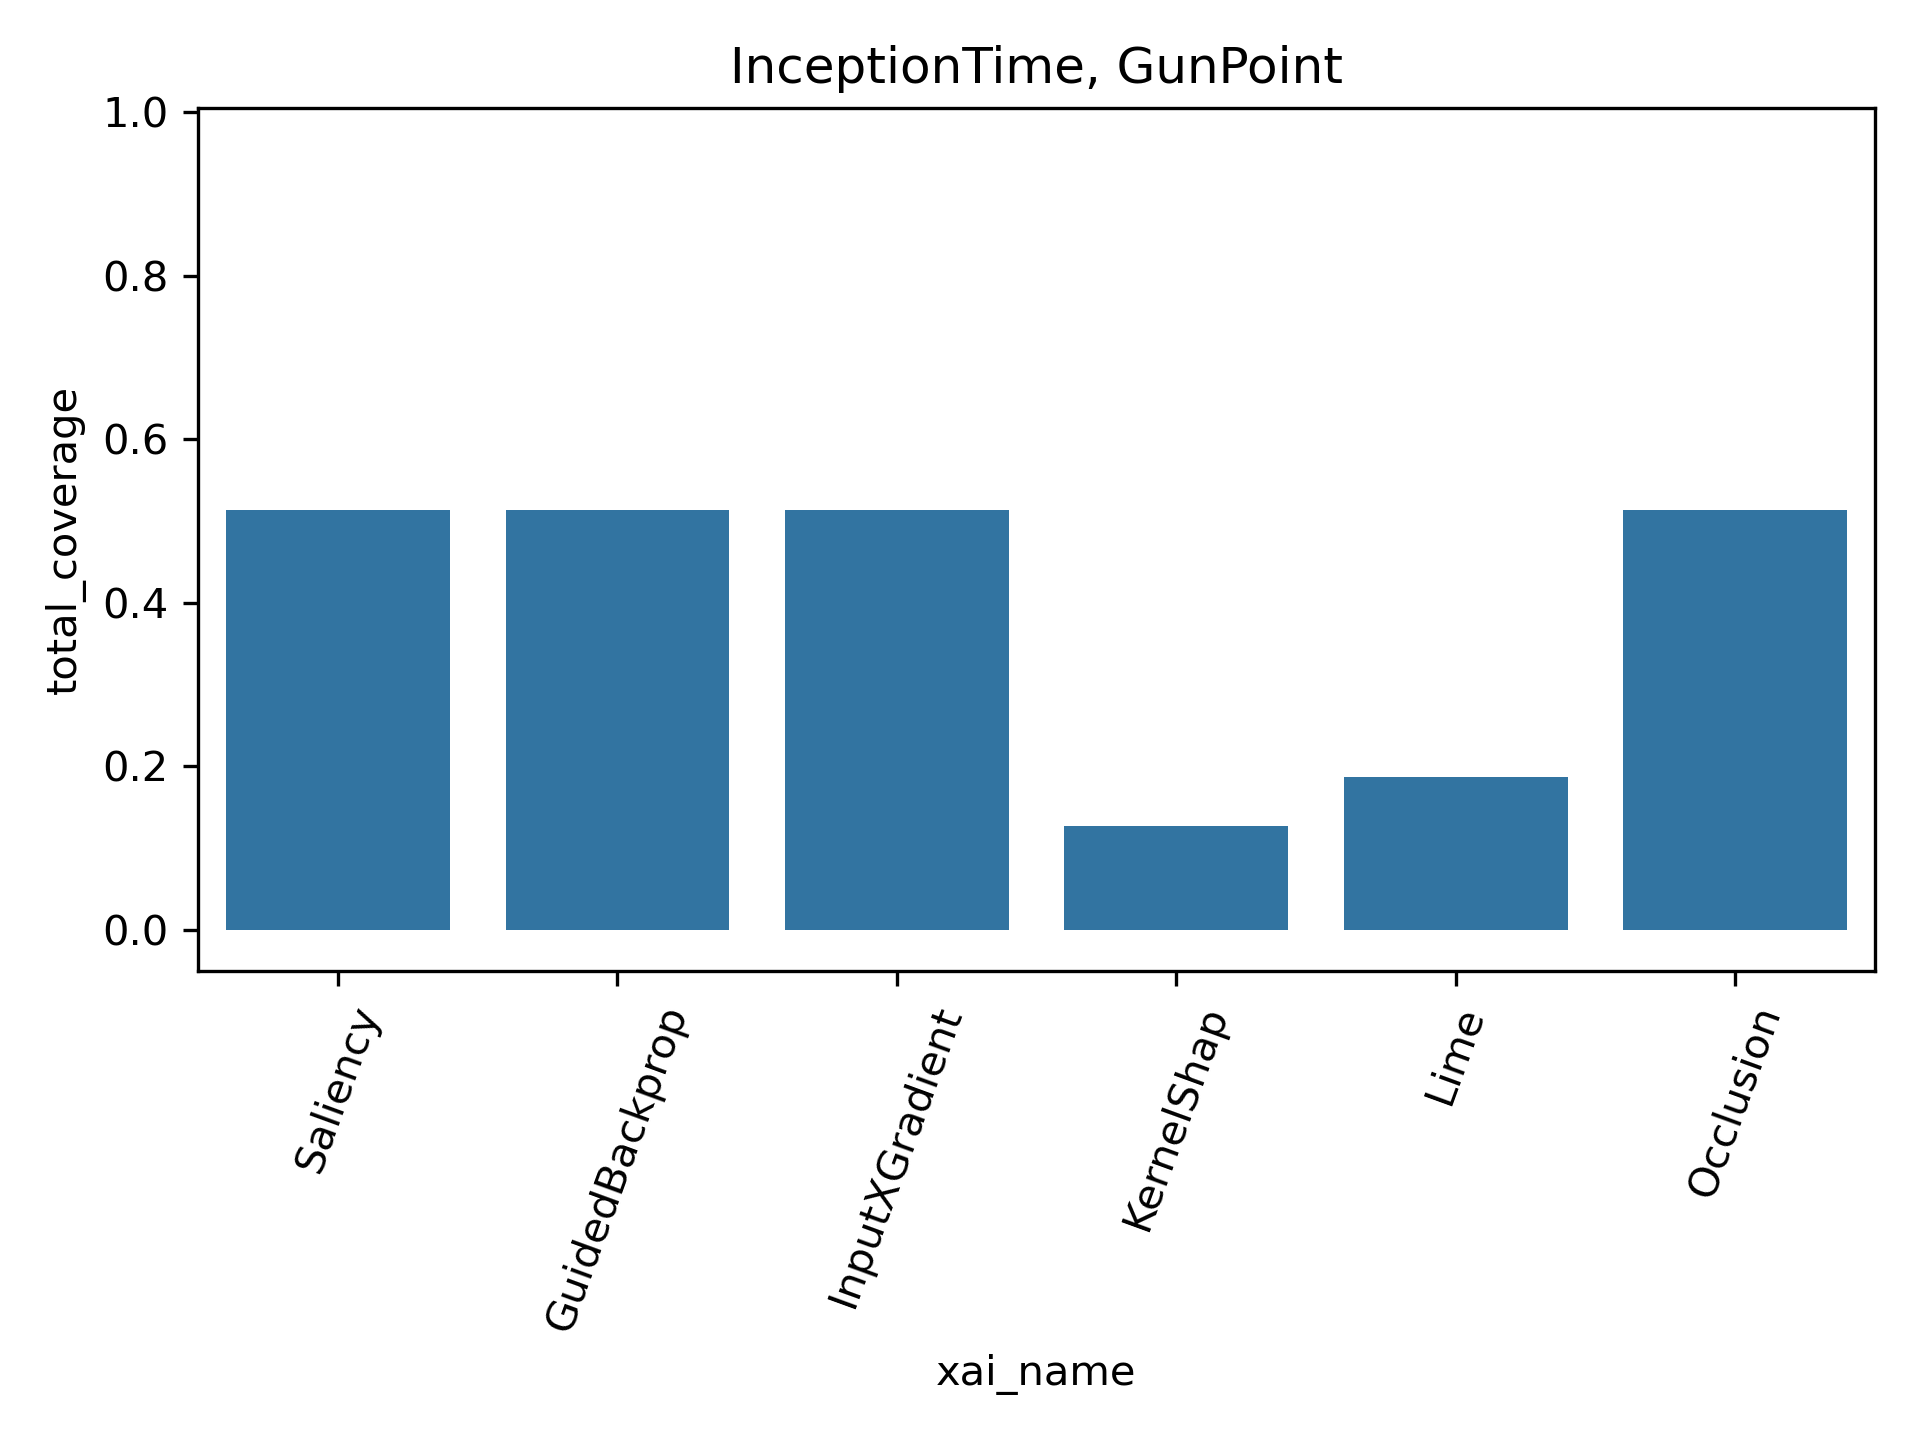 InceptionTime, GunPoint
total_coverage
1.0
0.8
0.6
0.4
0.2
0.0
Saliency
GuidedBackprop
InputXGradient
KernelShap
Lime
Occlusion
xai_name